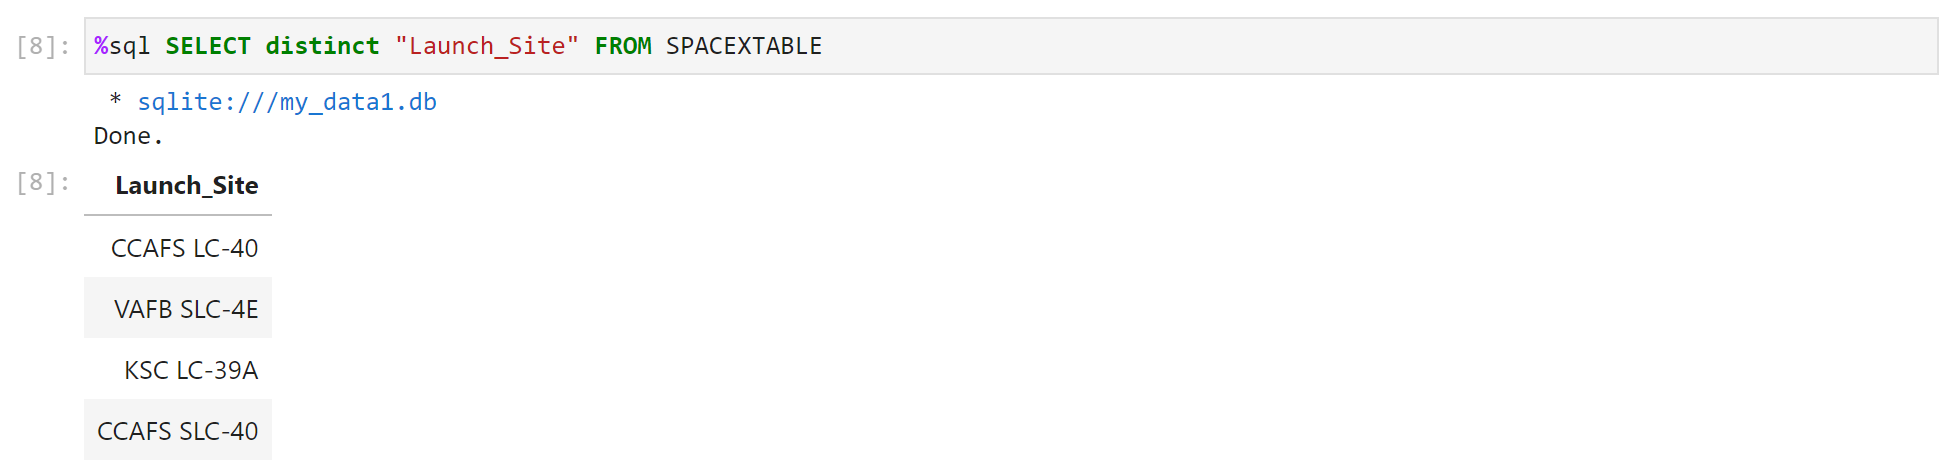 [8]: %sql SELECT distinct "Launch_Site" FROM SPACEXTABLE
* sqlite:///my_data1.db
Done.
[8]: Launch_Site
CCAFS LC-40
VAFB SLC-4E
KSC LC-39A
CCAFS SLC-40